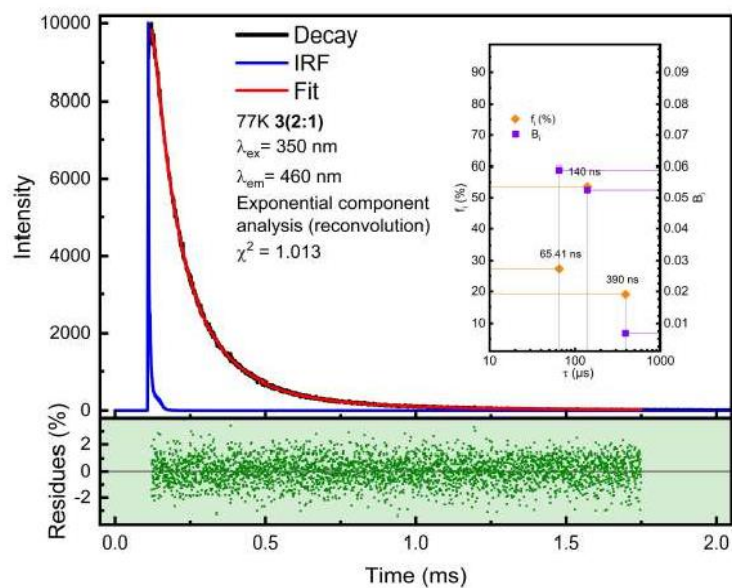 10000
8000
6000
4000
2000
0
Intensity
Decay
IRF
Fit
77K 3(2:1)
λex= 350 nm
λem= 460 nm
Exponential component
analysis (reconvolution)
χ² = 1.013
90
80
70
60
50
40
30
20
10
fi (%)
fi (%)
Bi
140 ns
65.41 ns
390 ns
0.09
0.08
0.07
0.06
0.05
0.04
0.03
0.02
0.01
Bi
10
100
1000
τ (µs)
2
0
-2
Residues (%)
0.0
0.5
1.0
1.5
2.0
Time (ms)